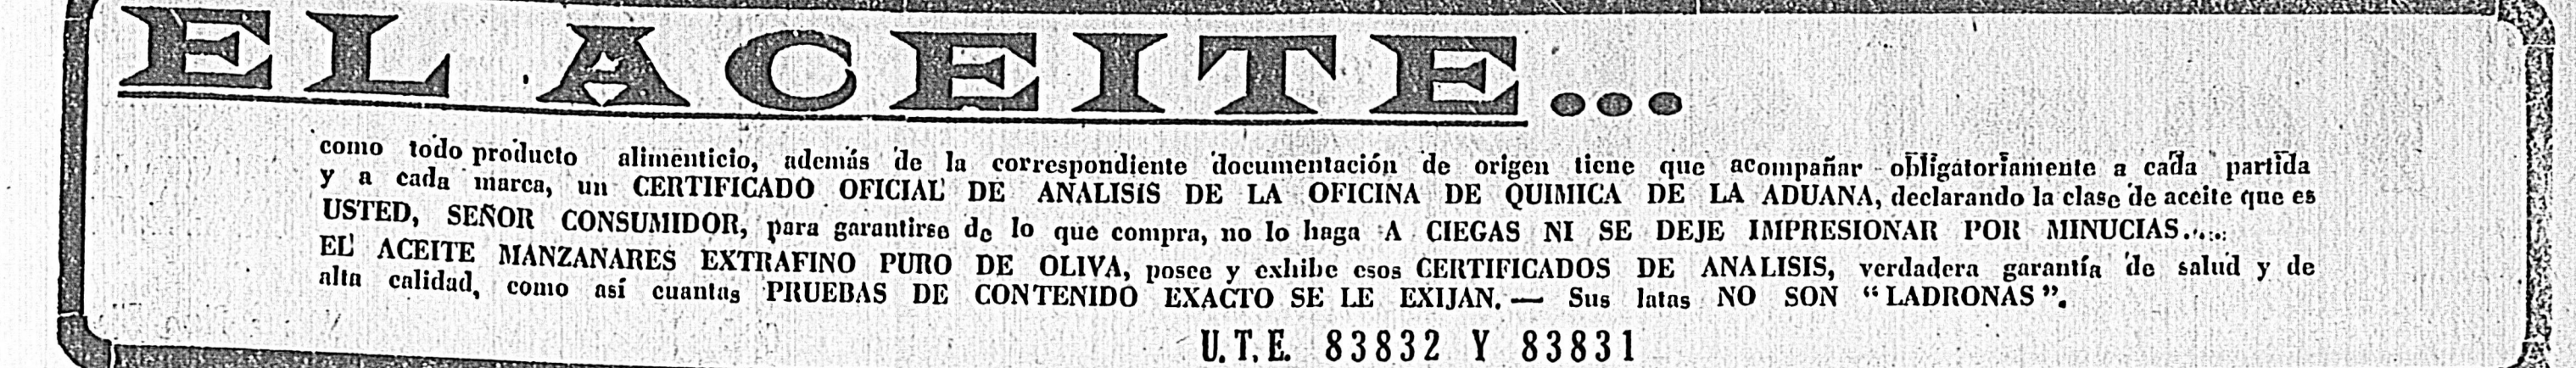 EL ACEITE...
como todo producto alimenticio, además de la correspondiente documentación de origen tiene que acompañar obligatoriamente a cada partida
y a cada marca, un CERTIFICADO OFICIAL DE ANALISIS DE LA OFICINA DE QUIMICA DE LA ADUANA, declarando la clase de aceite que es
USTED, SEÑOR CONSUMIDOR, para garantirse de lo que compra, no lo haga A CIEGAS NI SE DEJE IMPRESIONAR POR MINUCIAS.....
EL ACEITE MANZANARES EXTRAFINO PURO DE OLIVA, posee y exhibe esos CERTIFICADOS DE ANALISIS, verdadera garantía de salud y de
alta calidad, como así cuantas PRUEBAS DE CONTENIDO EXACTO SE LE EXIJAN.— Sus latas NO SON “LADRONAS”.
U.T.E. 83832 Y 83831